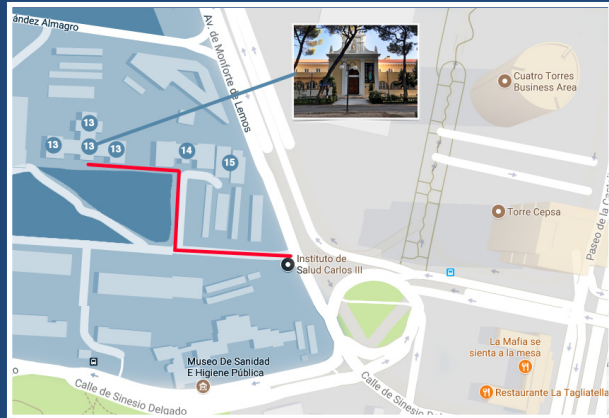 ández Almagro
Av. de Monforte de Lemos
13
13
13
13
14
15
Cuatro Torres
Business Area
Torre Cepsa
Paseo de la Castell
Instituto de
Salud Carlos III
La Mafia se
sienta a la mesa
Restaurante La Tagliatella
Museo De Sanidad
E Higiene Pública
Calle de Sinesio Delgado
Calle de Sinesio De